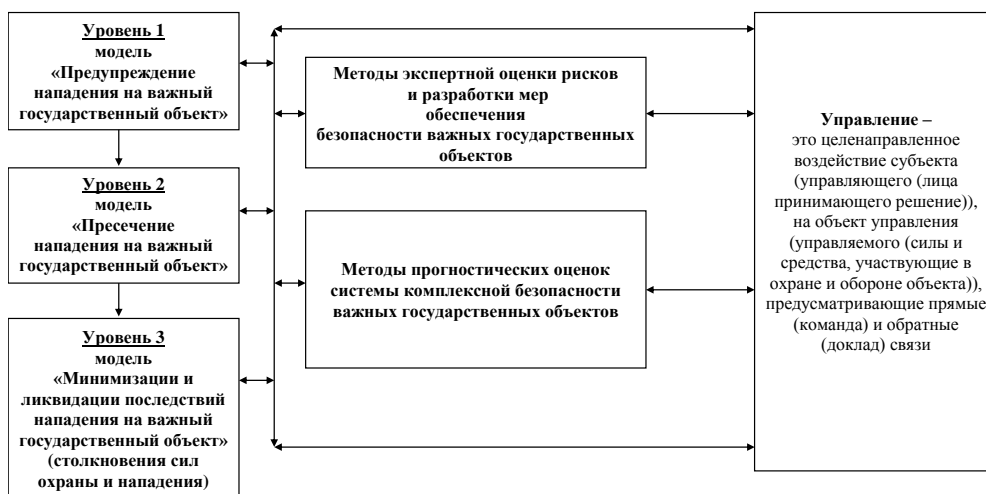 Уровень 1
модель
«Предупреждение
нападения на важный
государственный объект»
Уровень 2
модель
«Пресечение
нападения на важный
государственный объект»
Уровень 3
модель
«Минимизации и
ликвидации последствий
нападения на важный
государственный объект»
(столкновения сил
охраны и нападения)
Методы экспертной оценки рисков
и разработки мер
обеспечения
безопасности важных государственных
объектов
Методы прогностических оценок
системы комплексной безопасности
важных государственных объектов
Управление –
это целенаправленное
воздействие субъекта
(управляющего (лица
принимающего решение)),
на объект управления
(управляемого (силы и
средства, участвующие в
охране и обороне объекта)),
предусматривающие прямые
(команда) и обратные
(доклад) связи